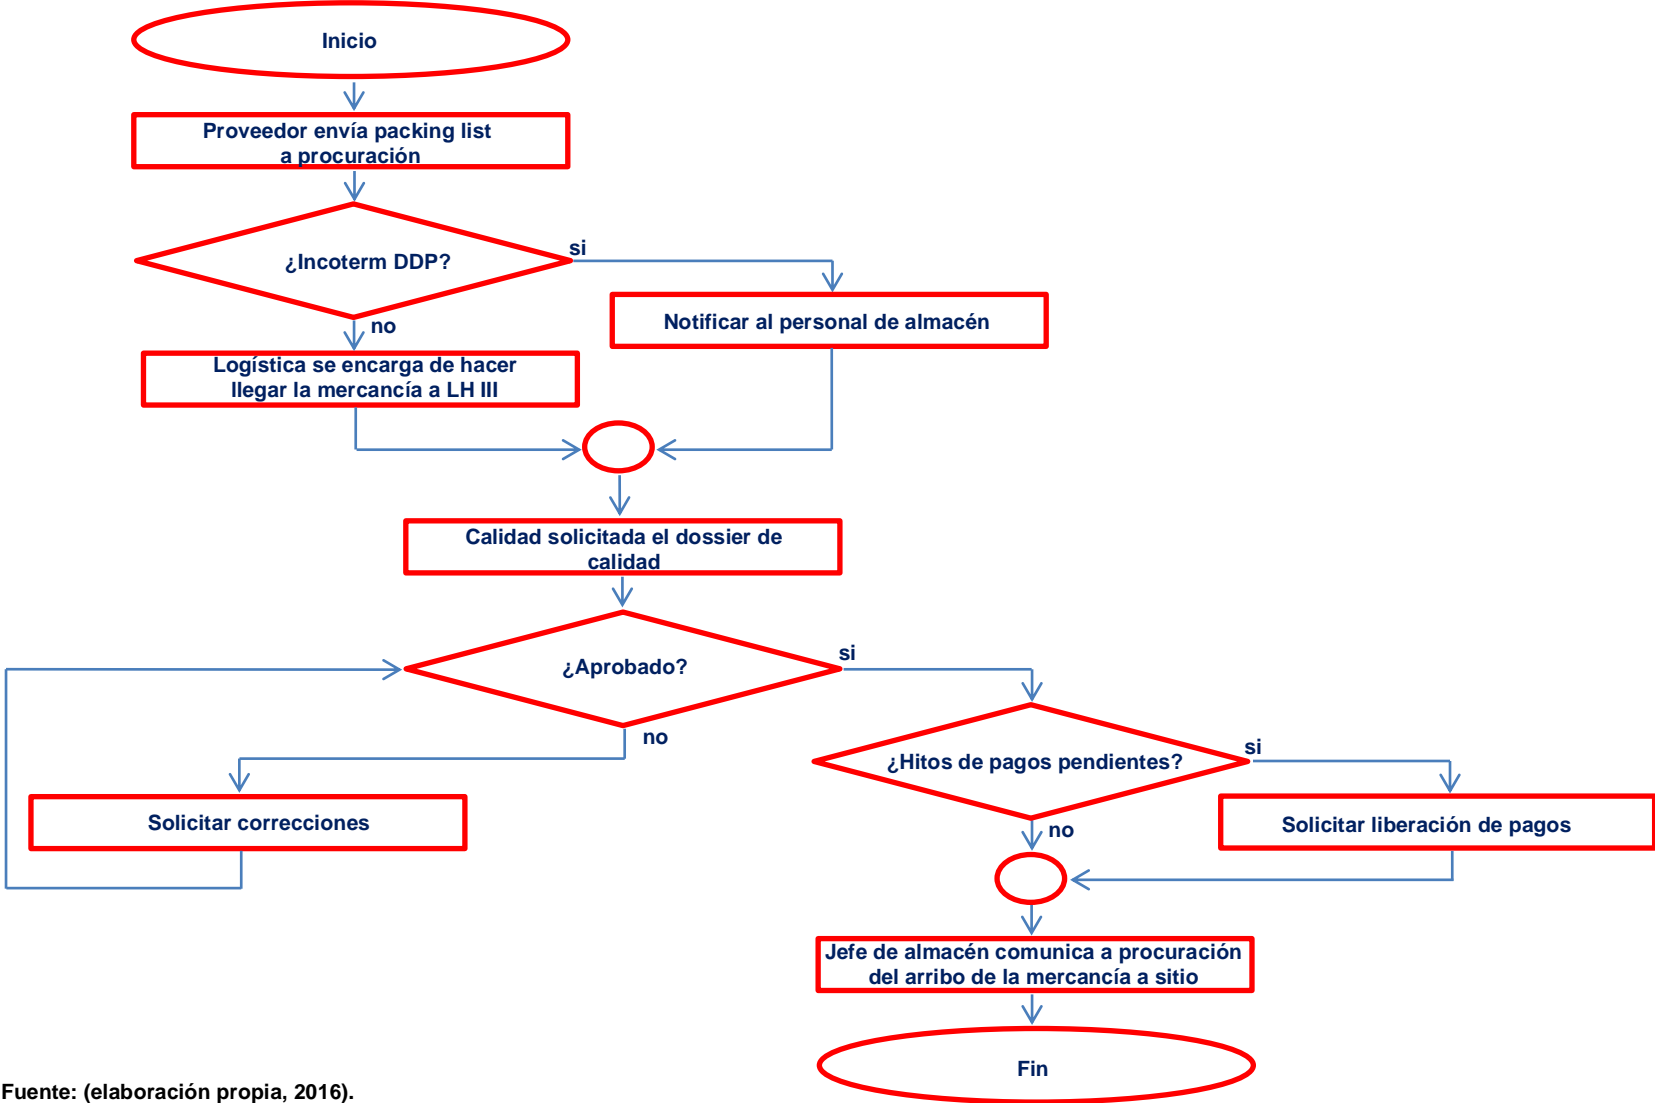 Inicio
Proveedor envía packing list
a procuración
si
¿Incoterm DDP?
Notificar al personal de almacén
no
Logística se encarga de hacer
llegar la mercancía a LH III
Calidad solicitada el dossier de
calidad
¿Aprobado?
si
no
¿Hitos de pagos pendientes?
si
Solicitar correcciones
Solicitar liberación de pagos
no
Jefe de almacén comunica a procuración
del arribo de la mercancía a sitio
Fin
Fuente: (elaboración propia, 2016).